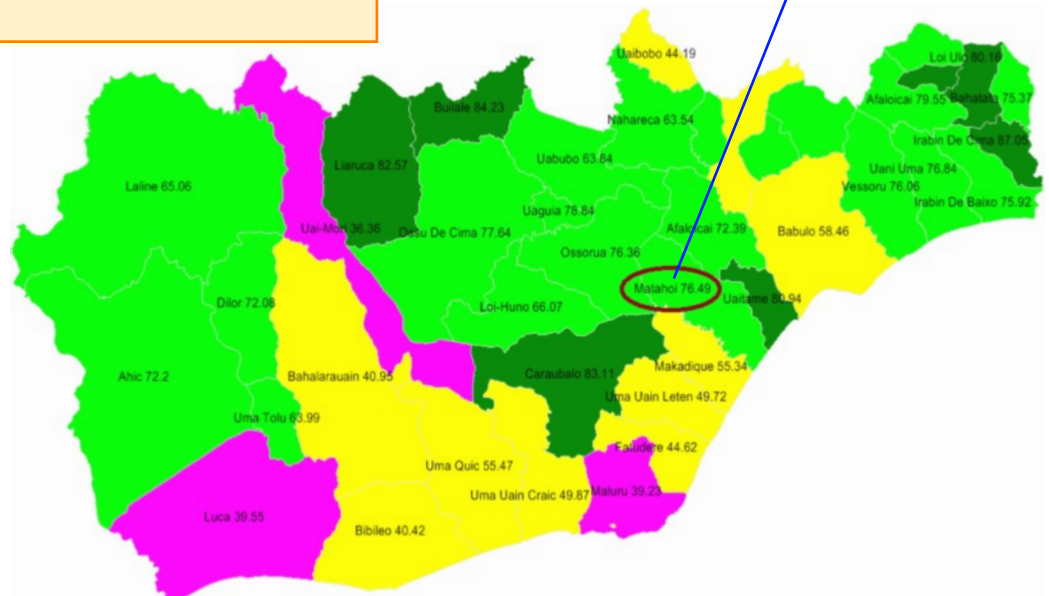 Uaibobo 44.19
Loi Ulo 80.18
Builale 84.23
Afaloicai 79.55
Bahatata 75.37
Nahareca 63.54
Irabin De Cima 87.05
Liaruca 82.57
Uabubo 63.84
Uani Uma 76.84
Laline 65.06
Vessoru 76.06
Irabin De Baixo 75.92
Uaguia 78.84
Uai-Mori 36.36
Ossu De Cima 77.64
Afaloicai 72.39
Babulo 58.46
Ossorua 76.36
Matahoi 76.49
Dilor 72.08
Uaitame 80.94
Loi-Huno 66.07
Makadique 55.34
Ahic 72.2
Bahalarauain 40.95
Caraubalo 83.11
Uma Uain Leten 49.72
Uma Tolu 63.99
Fatudere 44.62
Uma Quic 55.47
Uma Uain Craic 49.87
Maluru 39.23
Luca 39.55
Bibileo 40.42